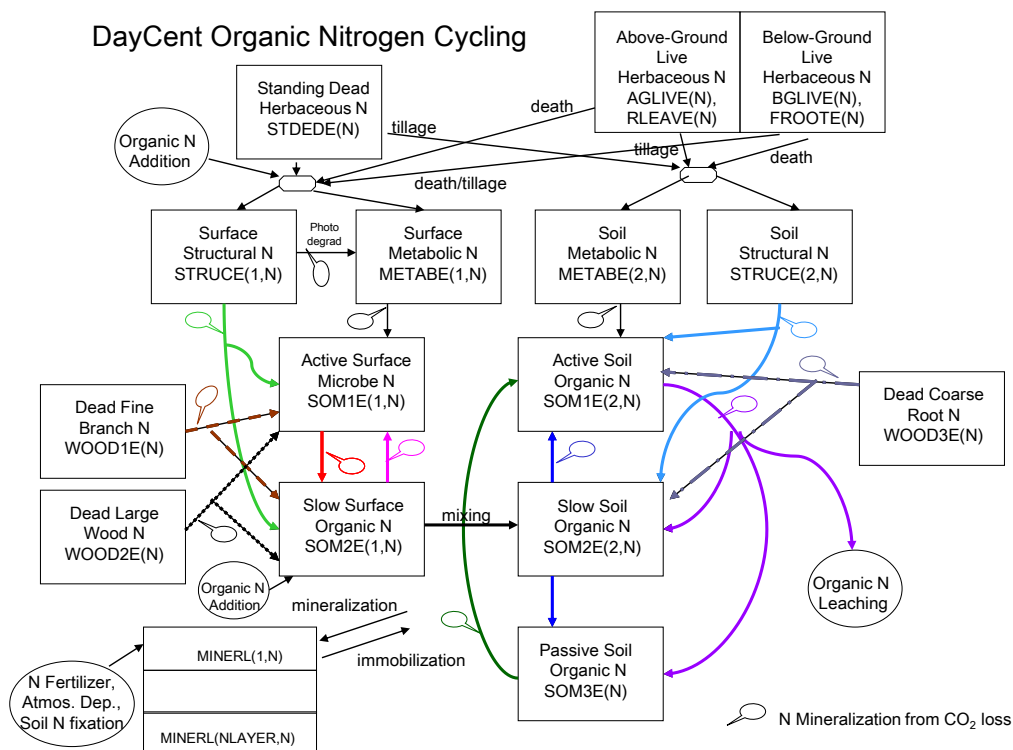 DayCent Organic Nitrogen Cycling
Above-Ground
Live
Herbaceous N
AGLIVE(N),
RLEAVE(N)
Below-Ground
Live
Herbaceous N
BGLIVE(N),
FROOTE(N)
Standing Dead
Herbaceous N
STDEDE(N)
Organic N
Addition
tillage
death
tillage
death
death/tillage
Surface
Structural N
STRUCE(1,N)
Photo
degrad
Surface
Metabolic N
METABE(1,N)
Soil
Metabolic N
METABE(2,N)
Soil
Structural N
STRUCE(2,N)
Active Surface
Microbe N
SOM1E(1,N)
Active Soil
Organic N
SOM1E(2,N)
Dead Fine
Branch N
WOOD1E(N)
Dead Coarse
Root N
WOOD3E(N)
Dead Large
Wood N
WOOD2E(N)
Slow Surface
Organic N
SOM2E(1,N)
mixing
Slow Soil
Organic N
SOM2E(2,N)
Organic N
Addition
Organic N
Leaching
mineralization
immobilization
MINERL(1,N)
MINERL(NLAYER,N)
N Fertilizer,
Atmos. Dep.,
Soil N fixation
Passive Soil
Organic N
SOM3E(N)
N Mineralization from CO2 loss